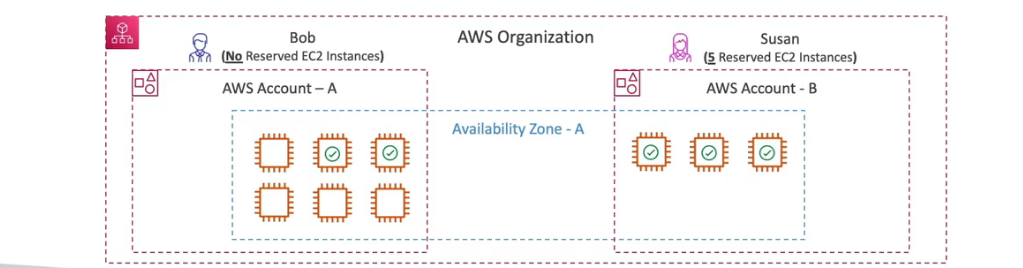 AWS Organization
Bob
(No Reserved EC2 Instances)
Susan
(5 Reserved EC2 Instances)
AWS Account – A
AWS Account - B
Availability Zone - A